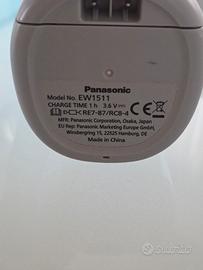 Panasonic
Model No. EW1511
CHARGE TIME 1 h 3.6 V
RE7-87/RC8-4
MFR: Panasonic Corporation, Osaka, Japan
EU Rep: Panasonic Marketing Europe GmbH,
Winsbergring 15, 22525 Hamburg, DE
Made in China
subito